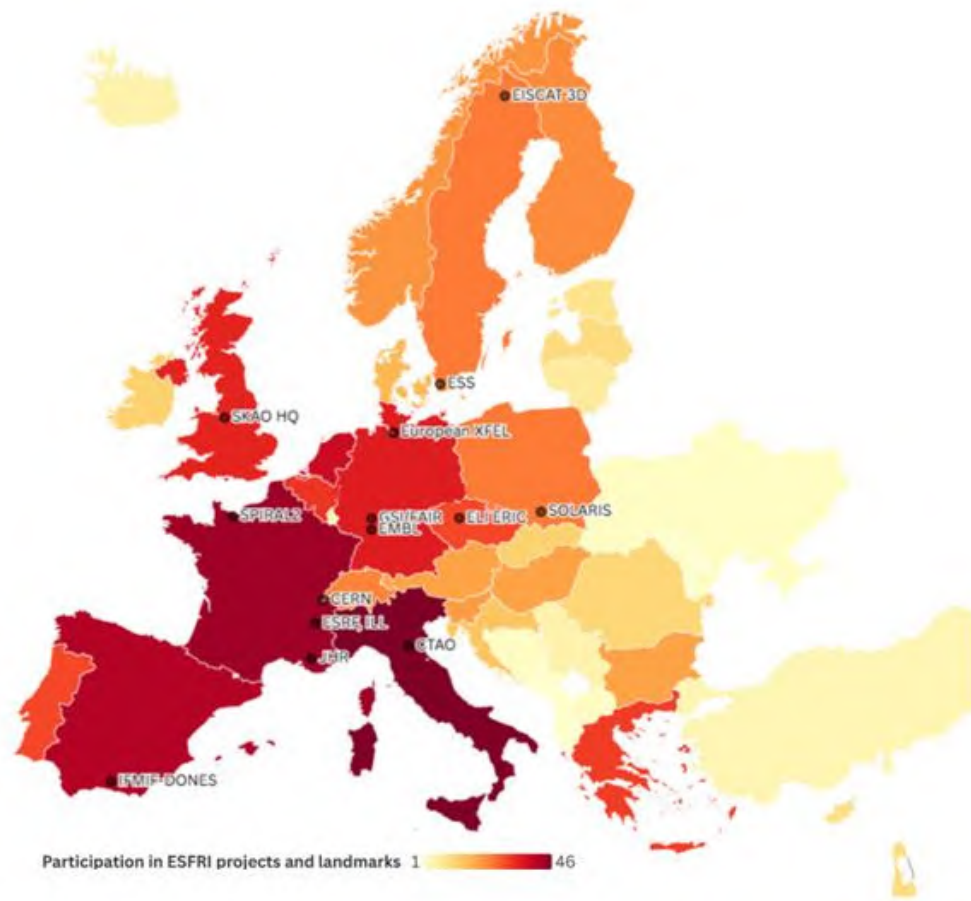 EISCAT 3D
ESS
SKAO HQ
European XFEL
SPIRAL2
GSI/FAIR
ELI ERIC
SOLARIS
EMBL
CERN
ESRF, ILL
CTAO
JHR
IFMIF-DONES
Participation in ESFRI projects and landmarks 1 46